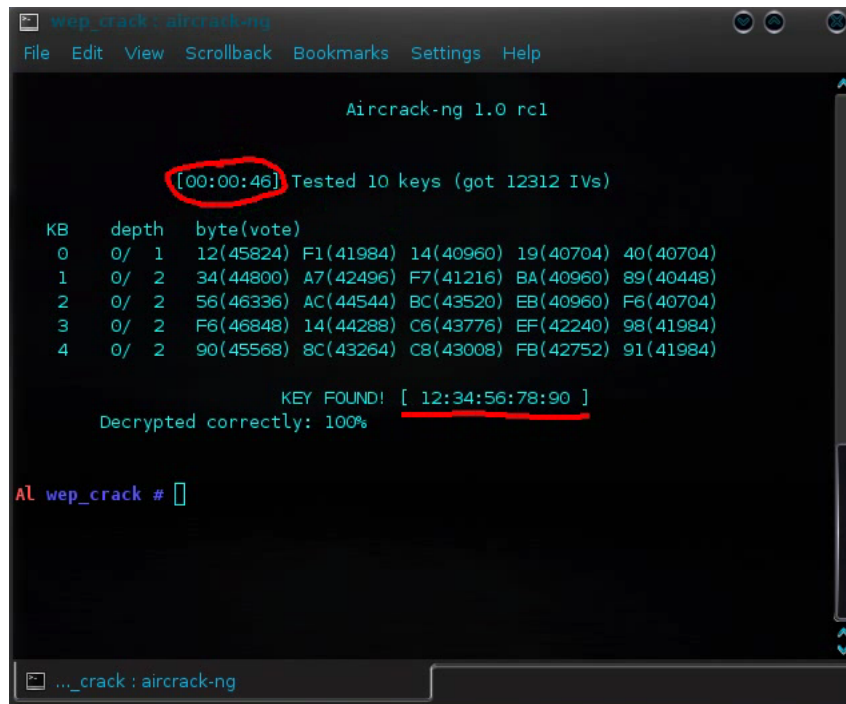 wep_crack : aircrack-ng
File Edit View Scrollback Bookmarks Settings Help
Aircrack-ng 1.0 rc1
[00:00:46] Tested 10 keys (got 12312 IVs)
KB depth byte(vote)
0 0/ 1 12(45824) F1(41984) 14(40960) 19(40704) 40(40704)
1 0/ 2 34(44800) A7(42496) F7(41216) BA(40960) 89(40448)
2 0/ 2 56(46336) AC(44544) BC(43520) EB(40960) F6(40704)
3 0/ 2 F6(46848) 14(44288) C6(43776) EF(42240) 98(41984)
4 0/ 2 90(45568) 8C(43264) C8(43008) FB(42752) 91(41984)
KEY FOUND! [ 12:34:56:78:90 ]
Decrypted correctly: 100%
Al wep_crack #
..._crack : aircrack-ng